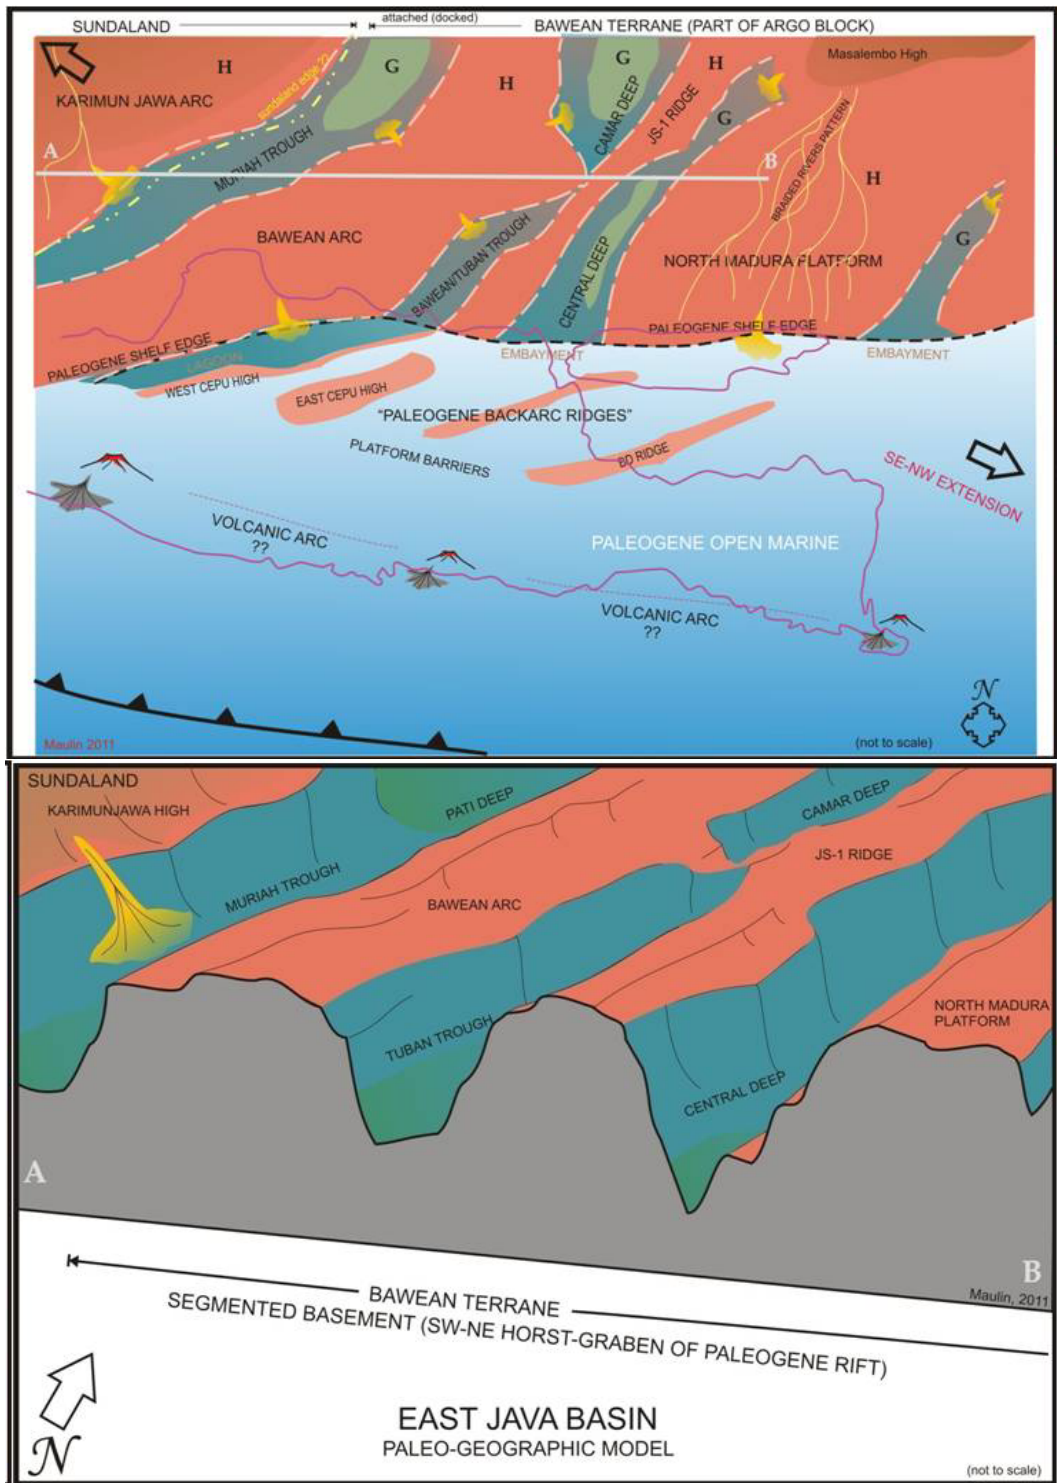 SUNDALAND
attached (docked)
BAWEAN TERRANE (PART OF ARGO BLOCK)
H
G
H
G
H
Masalembo High
KARIMUN JAWA ARC
sundaland edge ??
CAMAR DEEP
JS-1 RIDGE
G
A
MURIAH TROUGH
B
BRAIDED RIVERS PATTERN
H
BAWEAN ARC
BAWEAN/TUBAN TROUGH
CENTRAL DEEP
NORTH MADURA PLATFORM
G
PALEOGENE SHELF EDGE
PALEOGENE SHELF EDGE
LAGOON
EMBAYMENT
EMBAYMENT
WEST CEPU HIGH
EAST CEPU HIGH
"PALEOGENE BACKARC RIDGES"
PLATFORM BARRIERS
BD RIDGE
SE-NW EXTENSION
VOLCANIC ARC
??
PALEOGENE OPEN MARINE
VOLCANIC ARC
??
N
Maulin 2011
(not to scale)
SUNDALAND
KARIMUNJAWA HIGH
PATI DEEP
CAMAR DEEP
JS-1 RIDGE
MURIAH TROUGH
BAWEAN ARC
NORTH MADURA
PLATFORM
TUBAN TROUGH
CENTRAL DEEP
A
B
Maulin, 2011
BAWEAN TERRANE
SEGMENTED BASEMENT (SW-NE HORST-GRABEN OF PALEOGENE RIFT)
N
EAST JAVA BASIN
PALEO-GEOGRAPHIC MODEL
(not to scale)